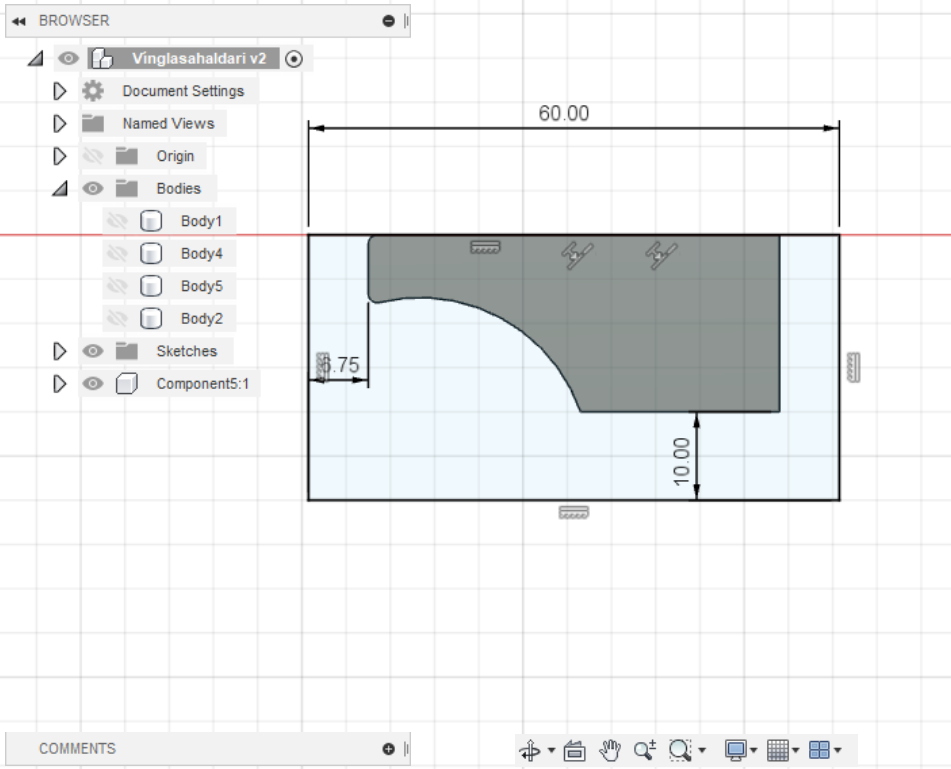 BROWSER
Vínglasahaldari v2
Document Settings
Named Views
Origin
Bodies
Body1
Body4
Body5
Body2
Sketches
Component5:1
60.00
6.75
10.00
COMMENTS